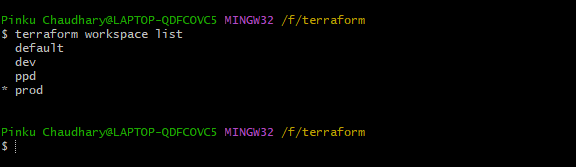 Pinku Chaudhary@LAPTOP-QDFCOVC5 MINGW32 /f/terraform
$ terraform workspace list
  default
  dev
  ppd
* prod

Pinku Chaudhary@LAPTOP-QDFCOVC5 MINGW32 /f/terraform
$